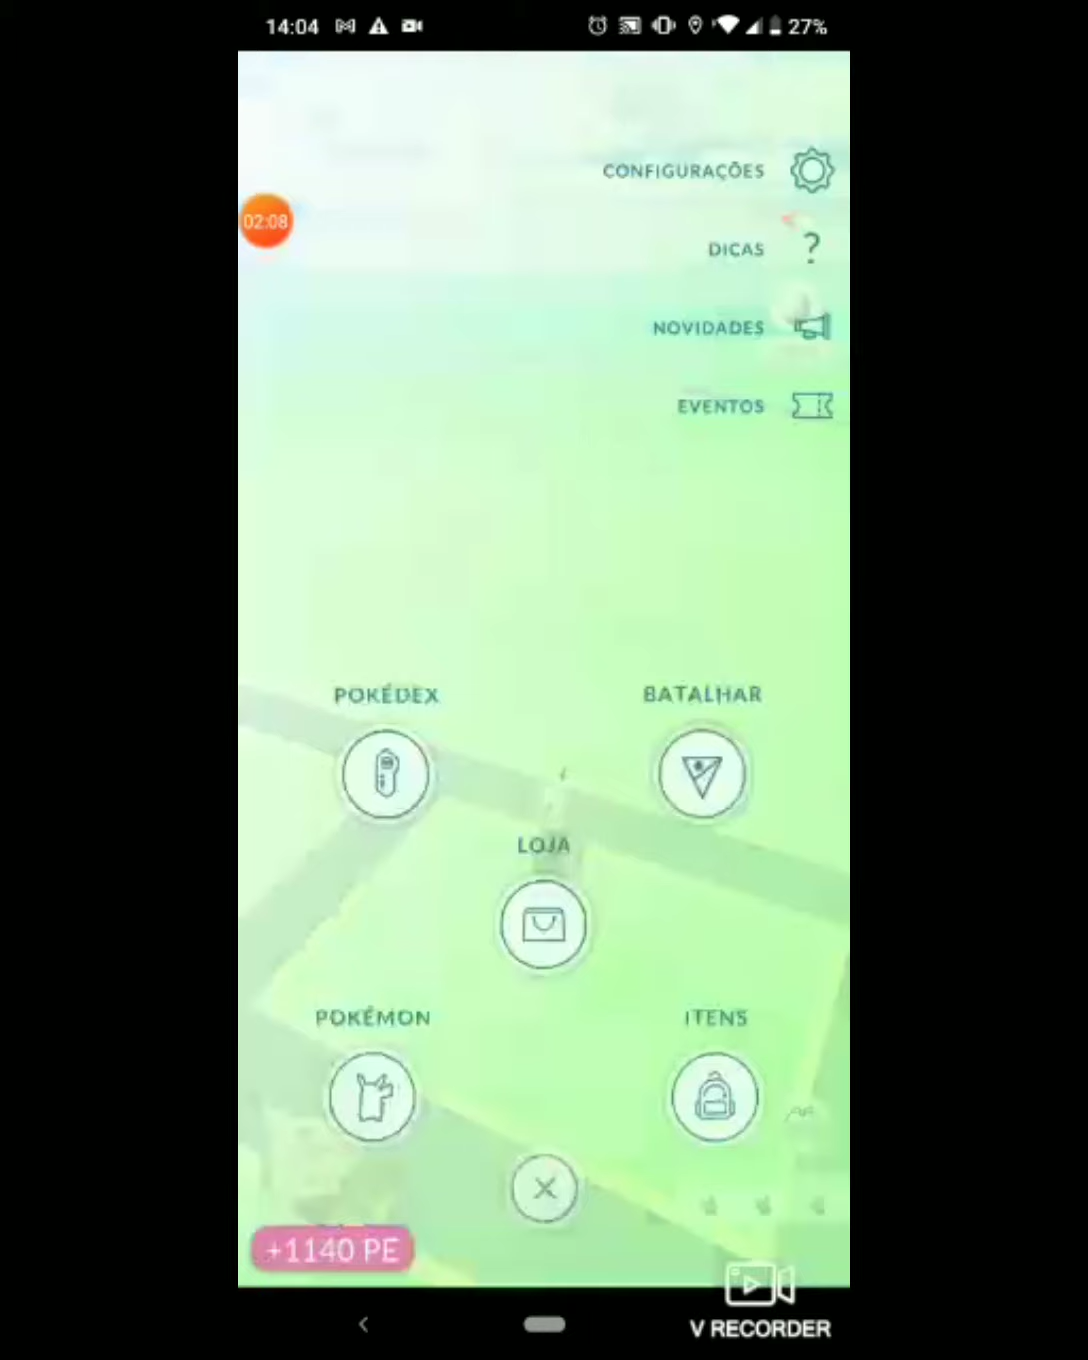 14:04 27%
CONFIGURAÇÕES
02:08
DICAS ?
NOVIDADES
EVENTOS
POKÉDEX BATALHAR
LOJA
POKÉMON ITENS
+1140 PE
V RECORDER